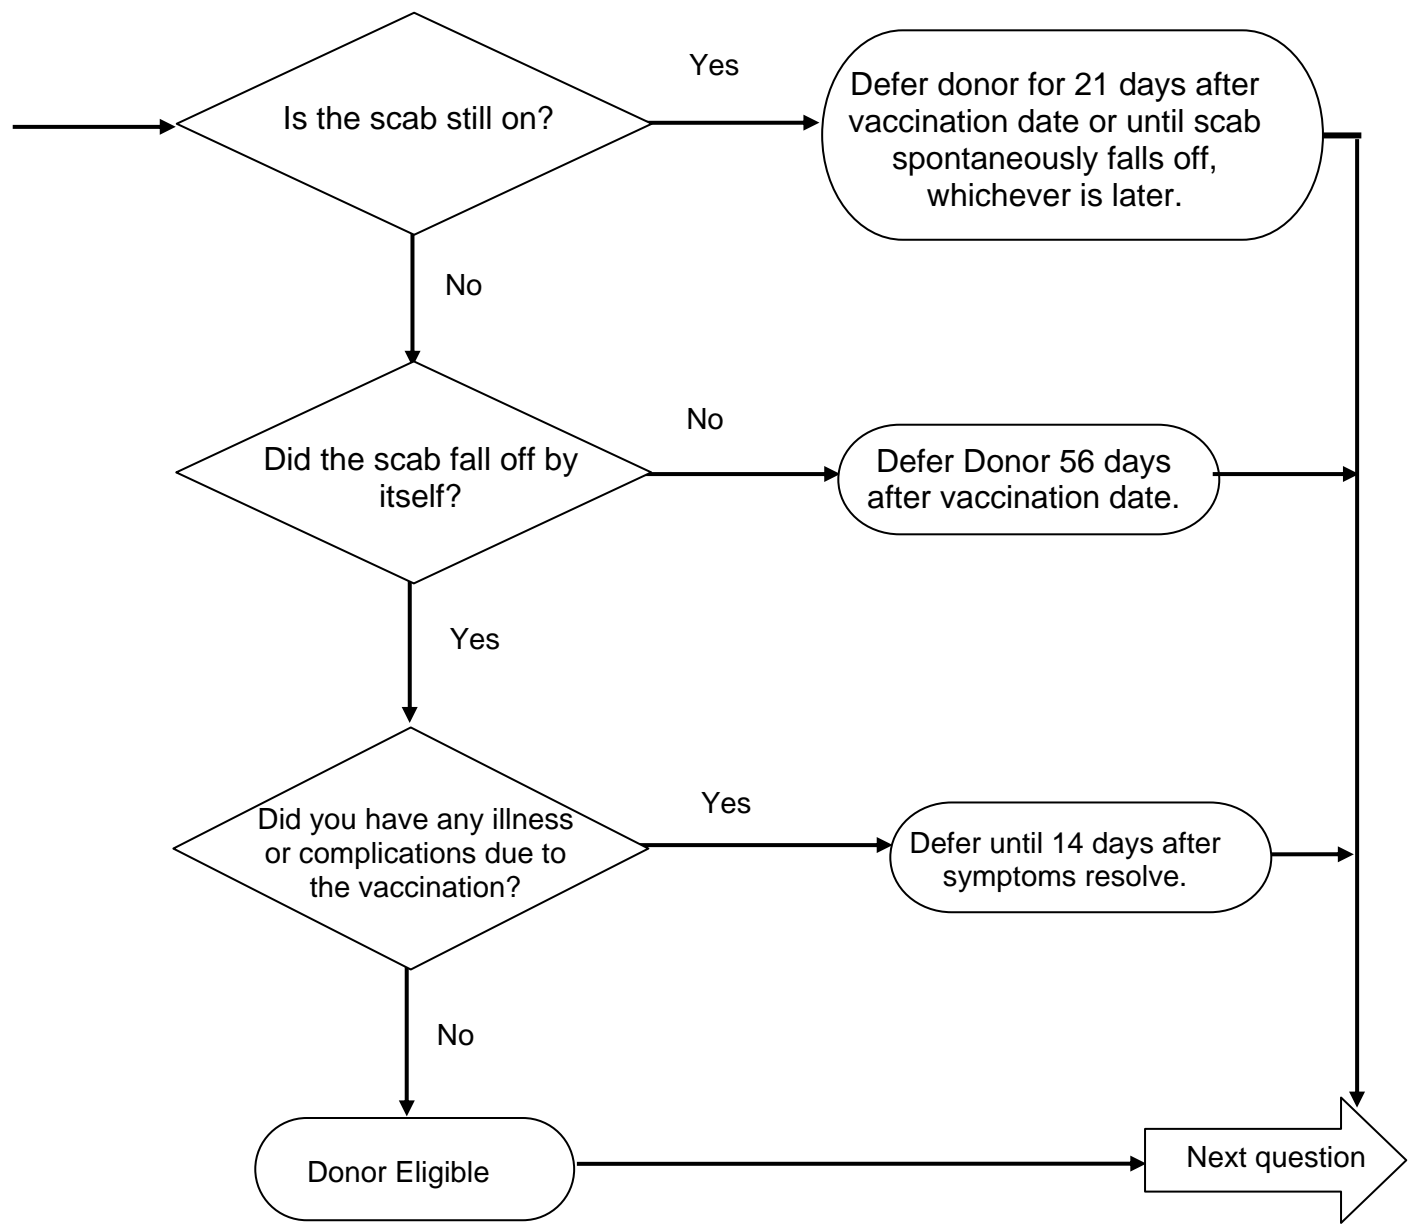 Is the scab still on?
Yes
Defer donor for 21 days after
vaccination date or until scab
spontaneously falls off,
whichever is later.
No
Did the scab fall off by
itself?
No
Defer Donor 56 days
after vaccination date.
Yes
Did you have any illness
or complications due to
the vaccination?
Yes
Defer until 14 days after
symptoms resolve.
No
Donor Eligible
Next question